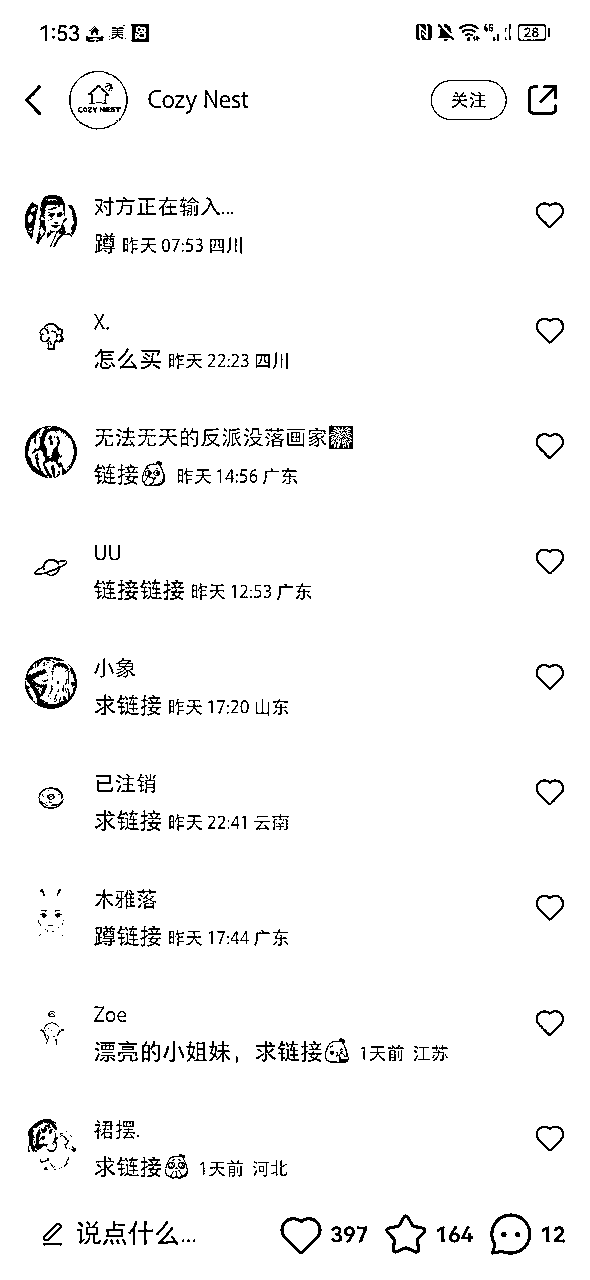 1:53 美 28
COZY NEST Cozy Nest 关注
对方正在输入...
蹲 昨天 07:53 四川
X.
怎么买 昨天 22:23 四川
无法无天的反派没落画家
链接 昨天 14:56 广东
UU
链接链接 昨天 12:53 广东
小象
求链接 昨天 17:20 山东
已注销
求链接 昨天 22:41 云南
木雅落
蹲链接 昨天 17:44 广东
Zoe
漂亮的小姐妹，求链接 1天前 江苏
裙摆.
求链接 1天前 河北
说点什么... 397 164 12